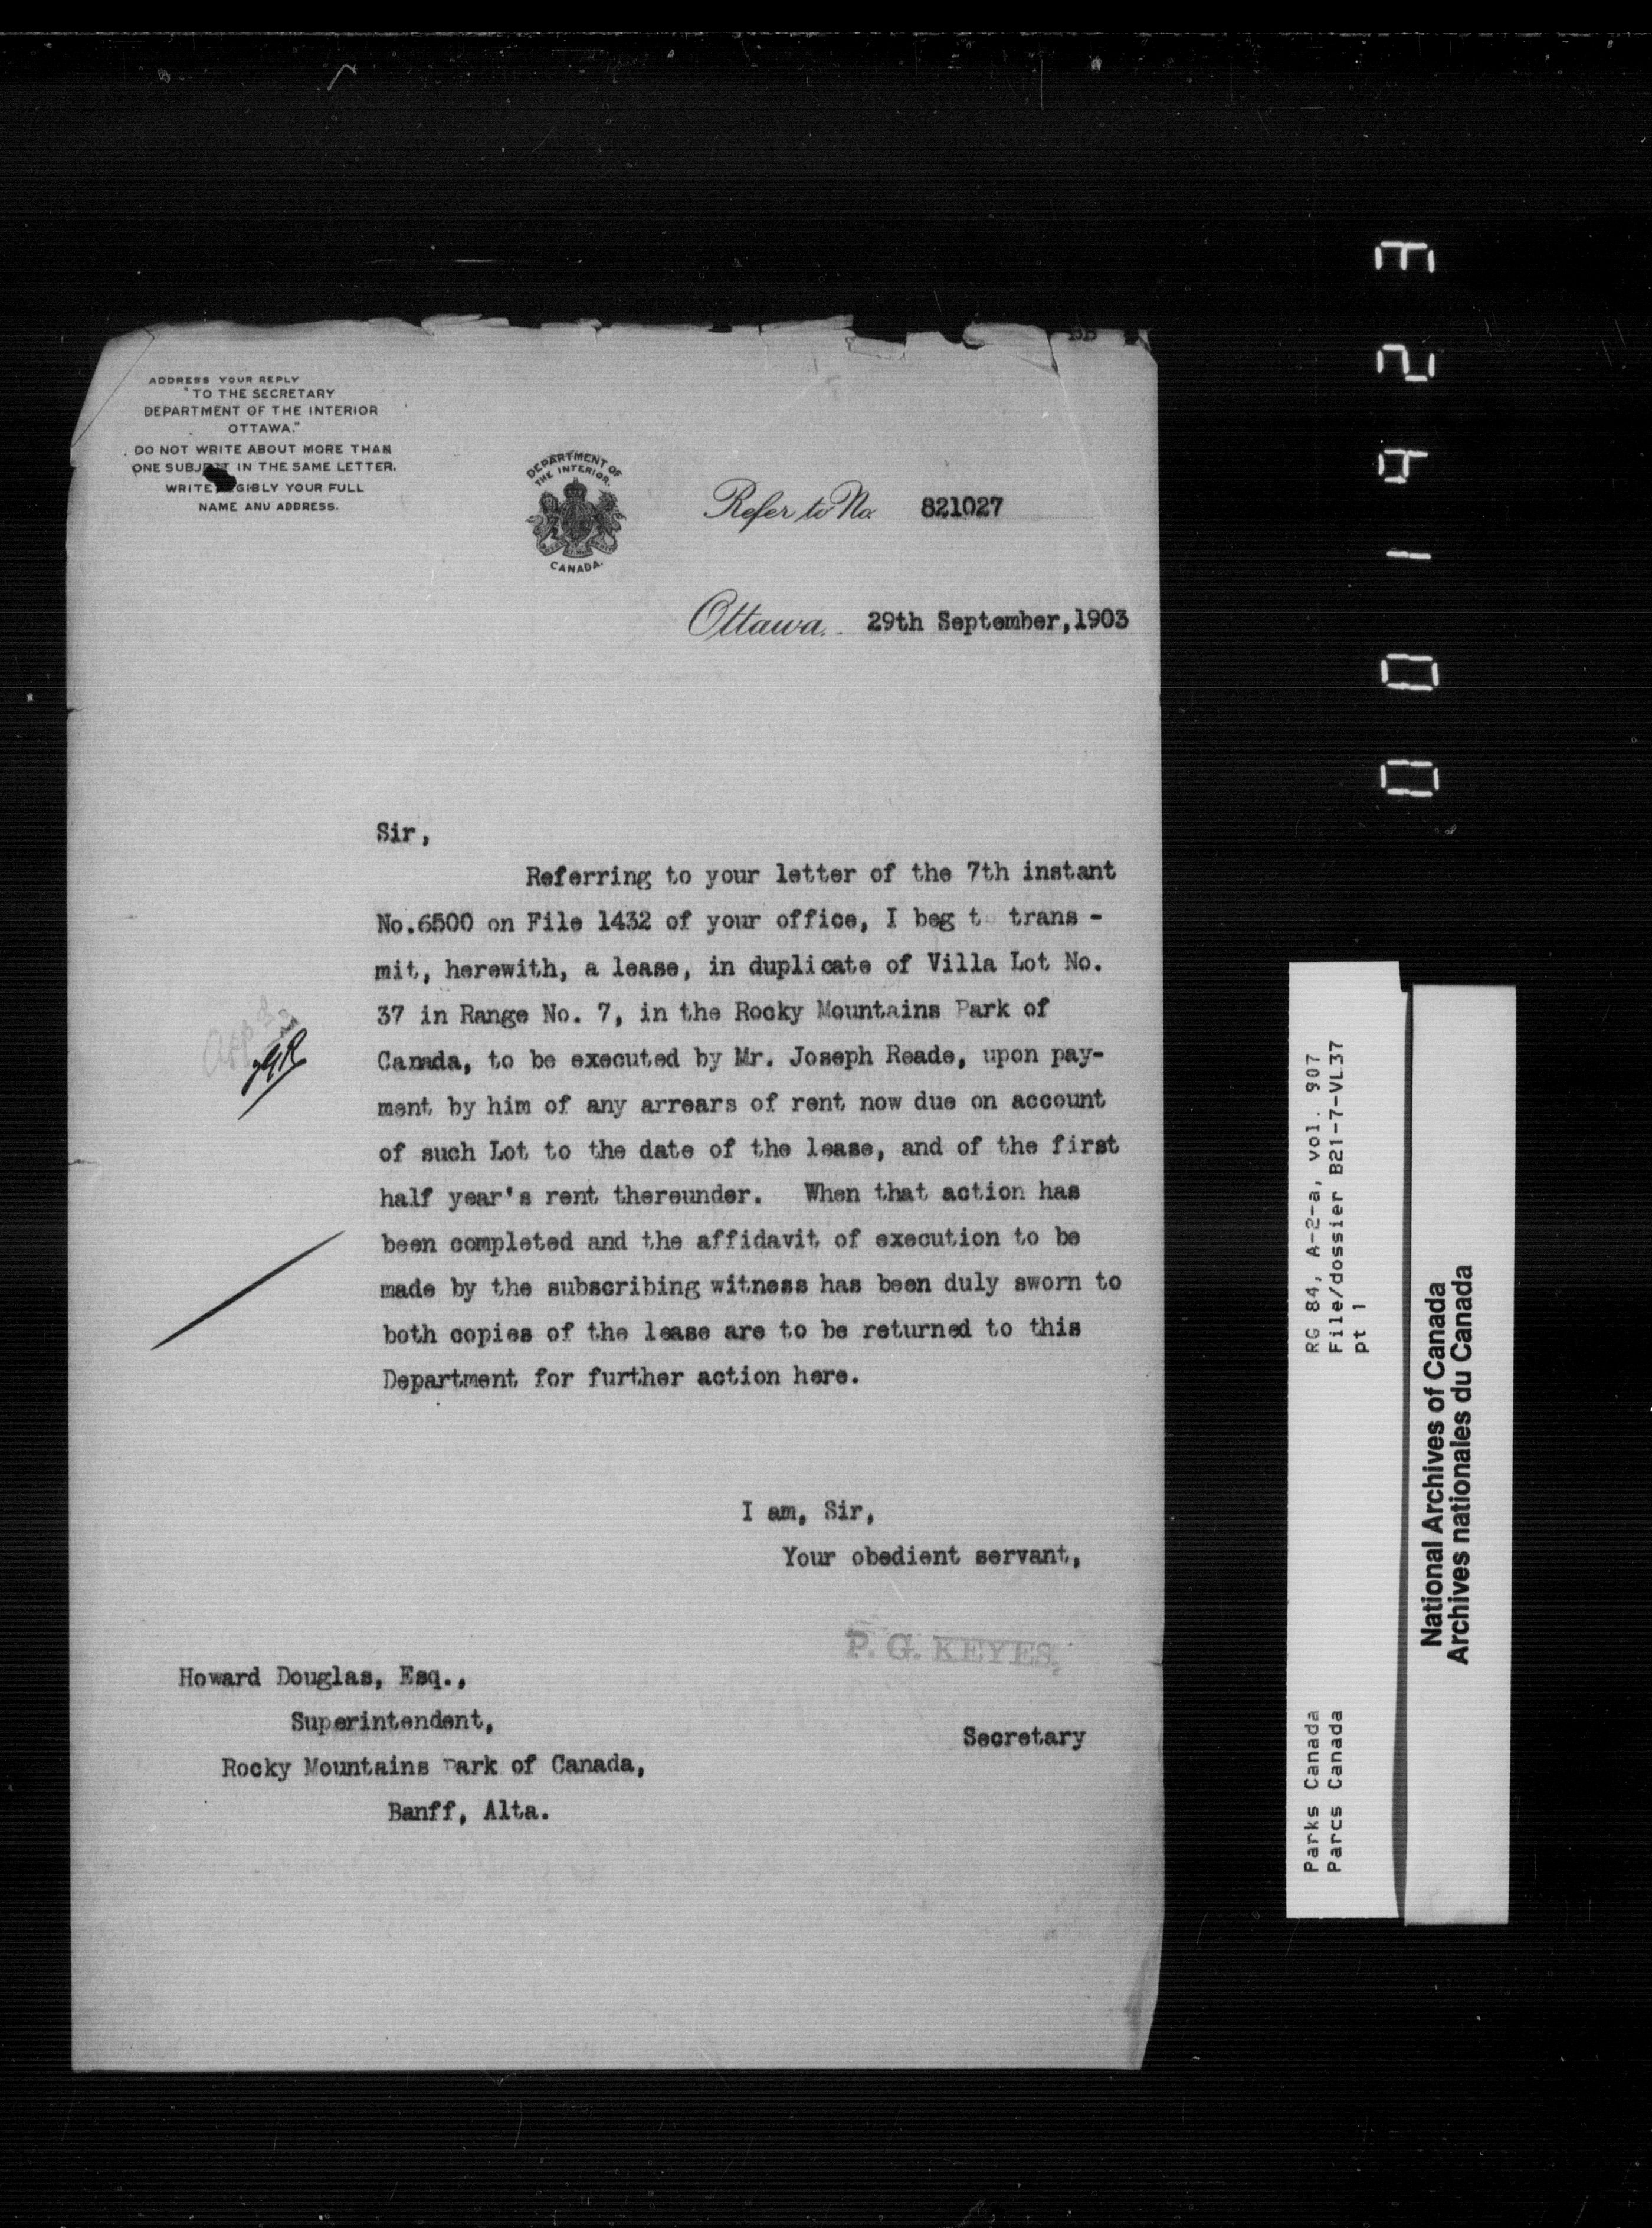 BB
ADDRESS YOUR REPLY
"TO THE SECRETARY
DEPARTMENT OF THE INTERIOR
OTTAWA."
DO NOT WRITE ABOUT MORE THAN
ONE SUBJECT IN THE SAME LETTER.
WRITE LEGIBLY YOUR FULL
NAME AND ADDRESS.
DEPARTMENT OF
THE INTERIOR.
CANADA.
Refer to No. 821027
Ottawa. 29th September, 1903
Sir,
Referring to your letter of the 7th instant
No.6500 on File 1432 of your office, I beg t trans -
mit, herewith, a lease, in duplicate of Villa Lot No.
37 in Range No. 7, in the Rocky Mountains Park of
Canada, to be executed by Mr. Joseph Reade, upon pay-
ment by him of any arrears of rent now due on account
of such Lot to the date of the lease, and of the first
half year's rent thereunder. When that action has
been completed and the affidavit of execution to be
made by the subscribing witness has been duly sworn to
both copies of the lease are to be returned to this
Department for further action here.
I am, Sir,
Your obedient servant,
P. G. KEYES,
Secretary
Howard Douglas, Esq.,
Superintendent,
Rocky Mountains Park of Canada,
Banff, Alta.
001923
RG 84, A-2-a, vol. 907
File/dossier B21-7-VL37
pt 1
Parks Canada
Parcs Canada
National Archives of Canada
Archives nationales du Canada